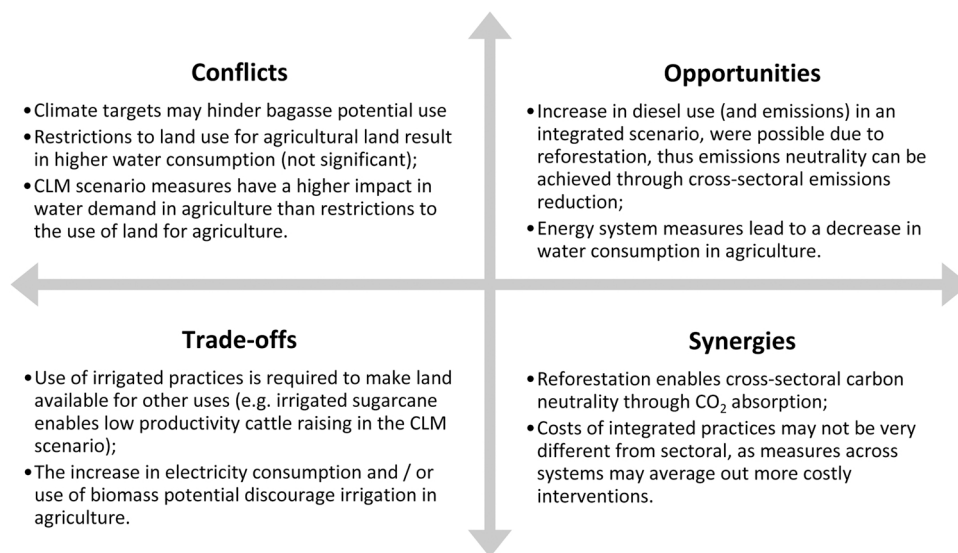 Conflicts
•Climate targets may hinder bagasse potential use
•Restrictions to land use for agricultural land result
in higher water consumption (not significant);
•CLM scenario measures have a higher impact in
water demand in agriculture than restrictions to
the use of land for agriculture.
Opportunities
•Increase in diesel use (and emissions) in an
integrated scenario, were possible due to
reforestation, thus emissions neutrality can be
achieved through cross-sectoral emissions
reduction;
•Energy system measures lead to a decrease in
water consumption in agriculture.
Trade-offs
•Use of irrigated practices is required to make land
available for other uses (e.g. irrigated sugarcane
enables low productivity cattle raising in the CLM
scenario);
•The increase in electricity consumption and / or
use of biomass potential discourage irrigation in
agriculture.
Synergies
•Reforestation enables cross-sectoral carbon
neutrality through CO₂ absorption;
•Costs of integrated practices may not be very
different from sectoral, as measures across
systems may average out more costly
interventions.